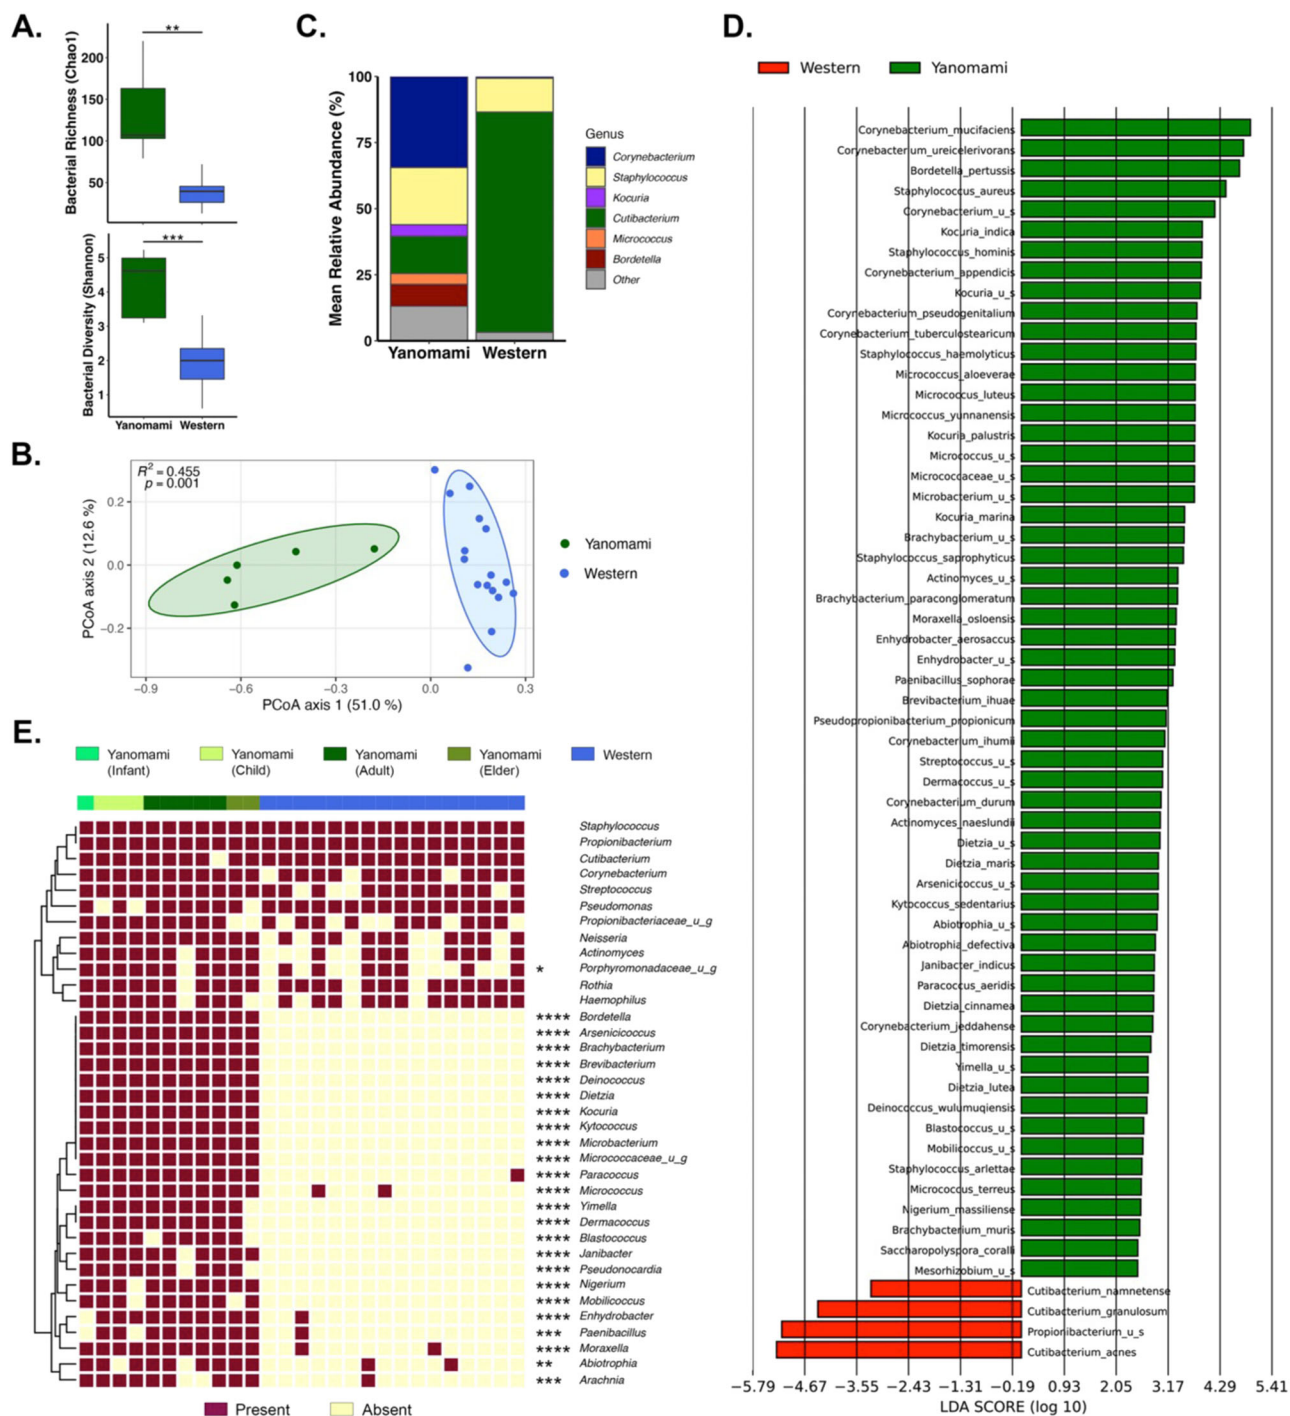 A.
**
Bacterial Richness (Chao1)
200
150
100
50
***
Bacterial Diversity (Shannon)
5
4
3
2
1
Yanomami Western
C.
Mean Relative Abundance (%)
100
75
50
25
0
Yanomami Western
Genus
Corynebacterium
Staphylococcus
Kocuria
Cutibacterium
Micrococcus
Bordetella
Other
B.
R² = 0.455
p = 0.001
PCoA axis 2 (12.6 %)
0.2
0.0
−0.2
−0.9 −0.6 −0.3 0.0 0.3
PCoA axis 1 (51.0 %)
Yanomami
Western
D.
Western Yanomami
Corynebacterium_mucifaciens
Corynebacterium_ureicelerivorans
Bordetella_pertussis
Staphylococcus_aureus
Corynebacterium_u_s
Kocuria_indica
Staphylococcus_hominis
Corynebacterium_appendicis
Kocuria_u_s
Corynebacterium_pseudogenitalium
Corynebacterium_tuberculostearicum
Staphylococcus_haemolyticus
Micrococcus_aloeverae
Micrococcus_luteus
Micrococcus_yunnanensis
Kocuria_palustris
Micrococcus_u_s
Micrococcaceae_u_s
Microbacterium_u_s
Kocuria_marina
Brachybacterium_u_s
Staphylococcus_saprophyticus
Actinomyces_u_s
Brachybacterium_paraconglomeratum
Moraxella_osloensis
Enhydrobacter_aerosaccus
Enhydrobacter_u_s
Paenibacillus_sophorae
Brevibacterium_ihuae
Pseudopropionibacterium_propionicum
Corynebacterium_ihumii
Streptococcus_u_s
Dermacoccus_u_s
Corynebacterium_durum
Actinomyces_naeslundii
Dietzia_u_s
Dietzia_maris
Arsenicicoccus_u_s
Kytococcus_sedentarius
Abiotrophia_u_s
Abiotrophia_defectiva
Janibacter_indicus
Paracoccus_aeridis
Dietzia_cinnamea
Corynebacterium_jeddahense
Dietzia_timorensis
Yimella_u_s
Dietzia_lutea
Deinococcus_wulumuqiensis
Blastococcus_u_s
Mobilicoccus_u_s
Staphylococcus_arlettae
Micrococcus_terreus
Nigerium_massiliense
Brachybacterium_muris
Saccharopolyspora_coralli
Mesorhizobium_u_s
Cutibacterium_namnetense
Cutibacterium_granulosum
Propionibacterium_u_s
Cutibacterium_acnes
−5.79 −4.67 −3.55 −2.43 −1.31 −0.19 0.93 2.05 3.17 4.29 5.41
LDA SCORE (log 10)
E.
Yanomami (Infant)
Yanomami (Child)
Yanomami (Adult)
Yanomami (Elder)
Western
Staphylococcus
Propionibacterium
Cutibacterium
Corynebacterium
Streptococcus
Pseudomonas
Propionibacteriaceae_u_g
Neisseria
Actinomyces
* Porphyromonadaceae_u_g
Rothia
Haemophilus
**** Bordetella
**** Arsenicicoccus
**** Brachybacterium
**** Brevibacterium
**** Deinococcus
**** Dietzia
**** Kocuria
**** Kytococcus
**** Microbacterium
**** Micrococcaceae_u_g
**** Paracoccus
**** Micrococcus
**** Yimella
**** Dermacoccus
**** Blastococcus
**** Janibacter
**** Pseudonocardia
**** Nigerium
**** Mobilicoccus
**** Enhydrobacter
*** Paenibacillus
**** Moraxella
** Abiotrophia
*** Arachnia
Present Absent